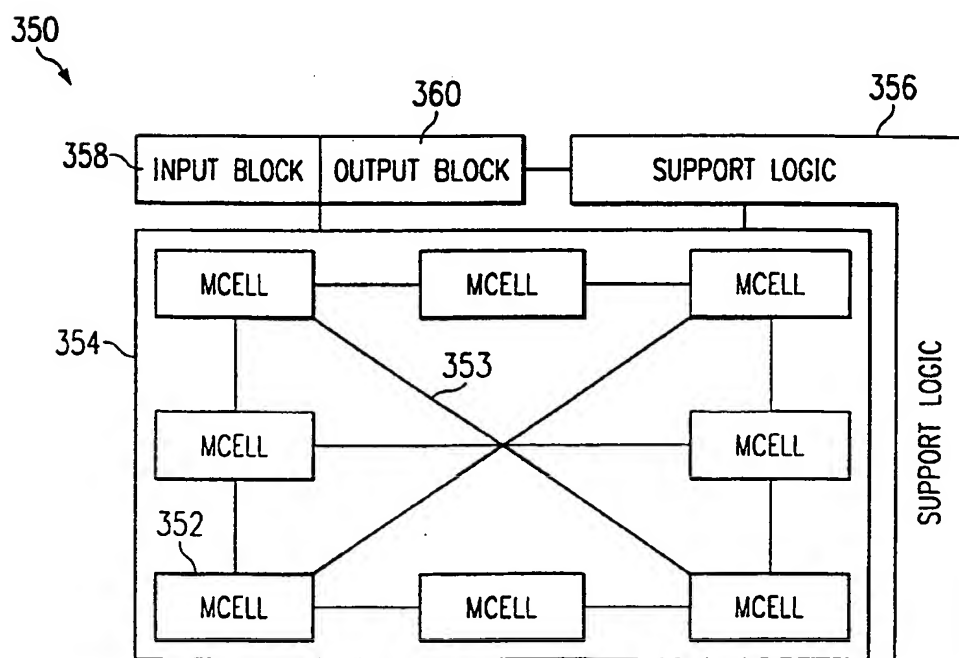 350
360
356
358
INPUT BLOCK
OUTPUT BLOCK
SUPPORT LOGIC
MCELL
MCELL
MCELL
354
353
SUPPORT LOGIC
MCELL
MCELL
352
MCELL
MCELL
MCELL